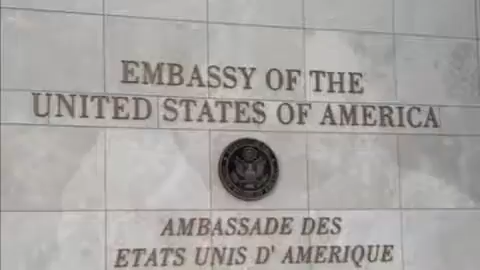 EMBASSY OF THE
UNITED STATES OF AMERICA
AMBASSADE DES
ETATS UNIS D' AMERIQUE